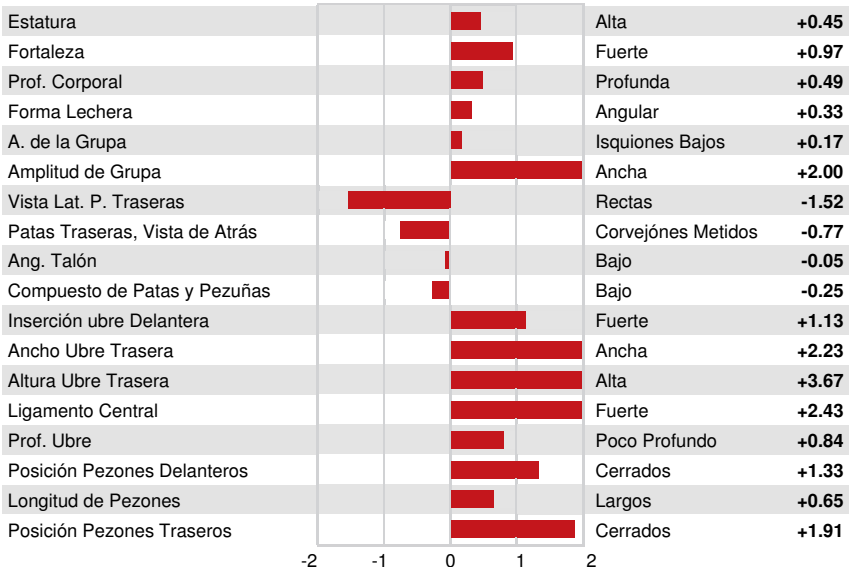 Estatura Alta +0.45
Fortaleza Fuerte +0.97
Prof. Corporal Profunda +0.49
Forma Lechera Angular +0.33
A. de la Grupa Isquiones Bajos +0.17
Amplitud de Grupa Ancha +2.00
Vista Lat. P. Traseras Rectas -1.52
Patas Traseras, Vista de Atrás Corvejónes Metidos -0.77
Ang. Talón Bajo -0.05
Compuesto de Patas y Pezuñas Bajo -0.25
Inserción ubre Delantera Fuerte +1.13
Ancho Ubre Trasera Ancha +2.23
Altura Ubre Trasera Alta +3.67
Ligamento Central Fuerte +2.43
Prof. Ubre Poco Profundo +0.84
Posición Pezones Delanteros Cerrados +1.33
Longitud de Pezones Largos +0.65
Posición Pezones Traseros Cerrados +1.91
-2 -1 0 1 2